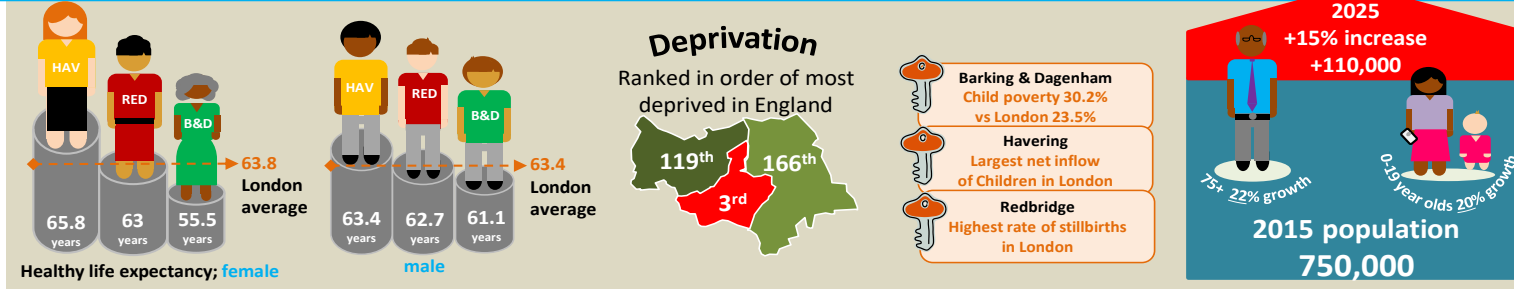 HAV
RED
B&D
63.8
London
average
65.8
years
63
years
55.5
years
Healthy life expectancy; female
HAV
RED
B&D
63.4
London
average
63.4
years
62.7
years
61.1
years
male
Deprivation
Ranked in order of most
deprived in England
119th
166th
3rd
Barking & Dagenham
Child poverty 30.2%
vs London 23.5%
Havering
Largest net inflow
of Children in London
Redbridge
Highest rate of stillbirths
in London
2025
+15% increase
+110,000
75+ 22% growth
0-19 year olds 20% growth
2015 population
750,000